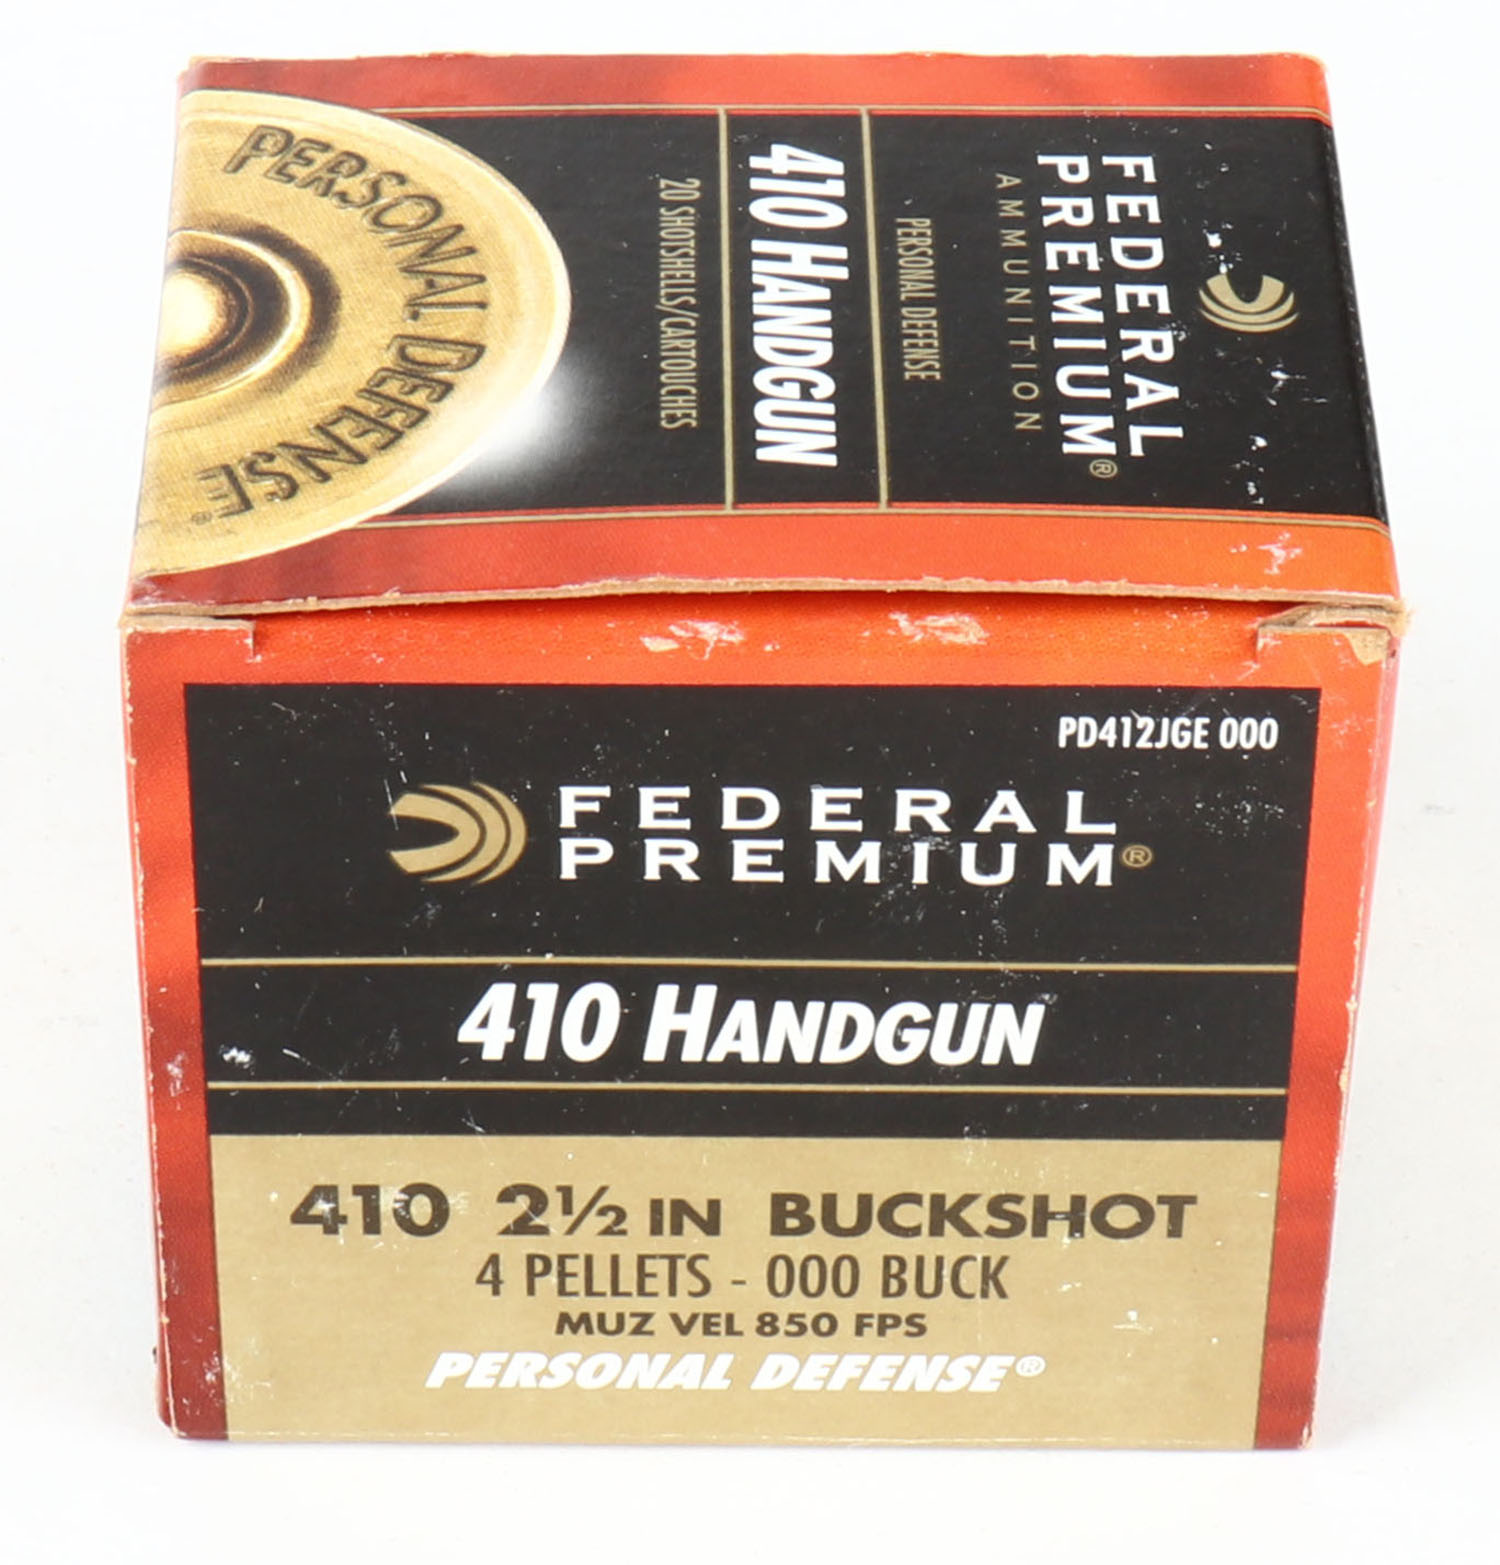 FEDERAL
PREMIUM®
AMMUNITION
PERSONAL DEFENSE
410 HANDGUN
20 SHOTSHELLS/CARTOUCHES
PERSONAL DEFENSE®
PD412JGE 000
FEDERAL
PREMIUM®
410 HANDGUN
410 2½ IN BUCKSHOT
4 PELLETS - 000 BUCK
MUZ VEL 850 FPS
PERSONAL DEFENSE®